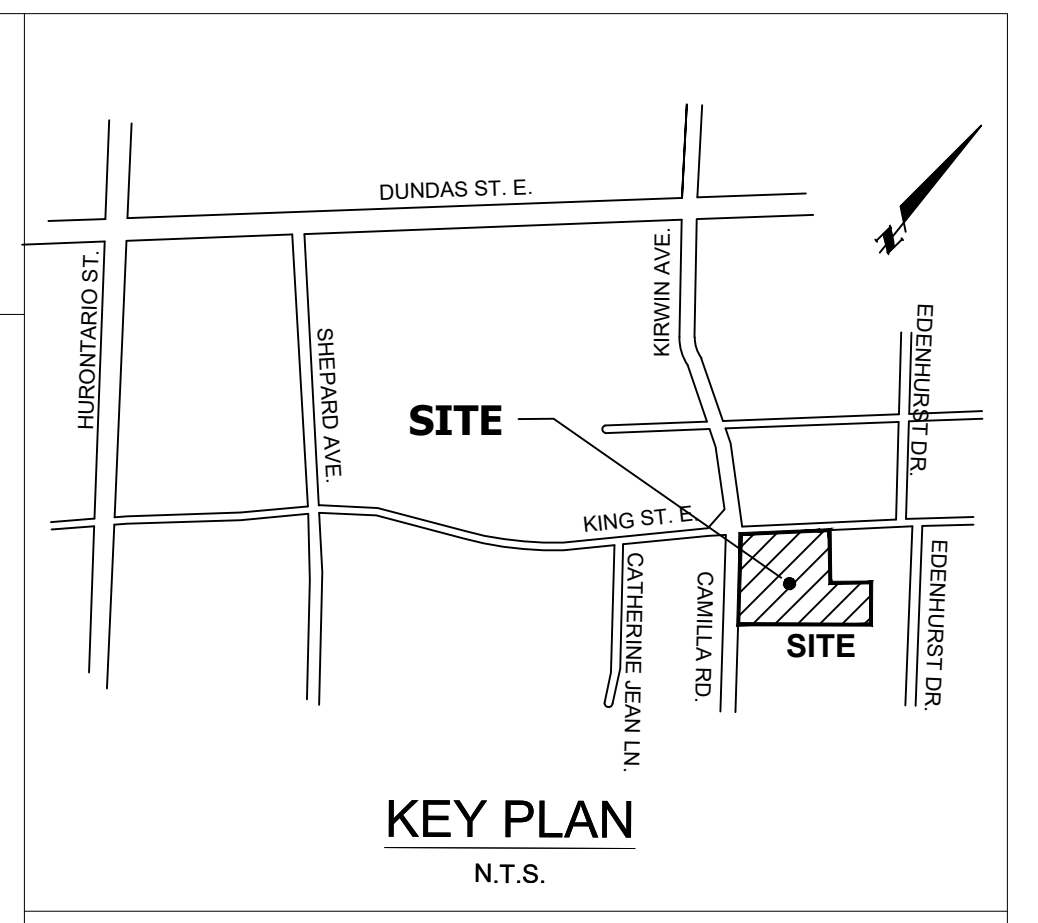 DUNDAS ST. E.
HURONTARIO ST.
SHEPARD AVE.
KIRWIN AVE.
N
EDENHURST DR.
SITE
KING ST. E.
CATHERINE JEAN LN.
CAMILLA RD.
EDENHURST DR.
SITE
KEY PLAN
N.T.S.